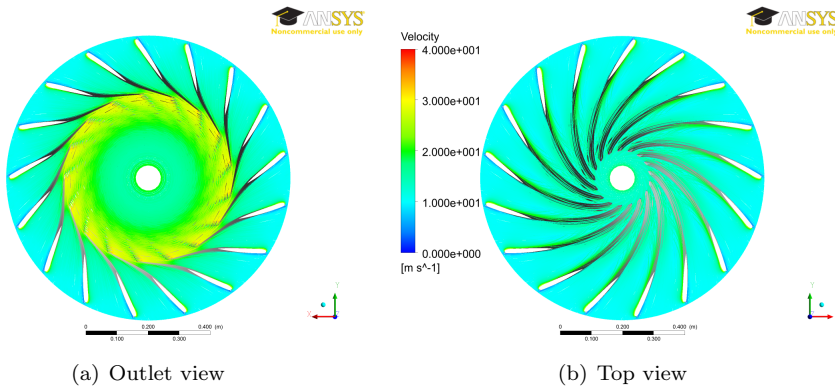 ANSYS
Noncommercial use only
ANSYS
Noncommercial use only
Velocity
4.000e+001
3.000e+001
2.000e+001
1.000e+001
0.000e+000
[m s^-1]
Y
X
Y
0 0.200 0.400 (m)
0.100 0.300
0 0.200 0.400 (m)
0.100 0.300
(a) Outlet view
(b) Top view